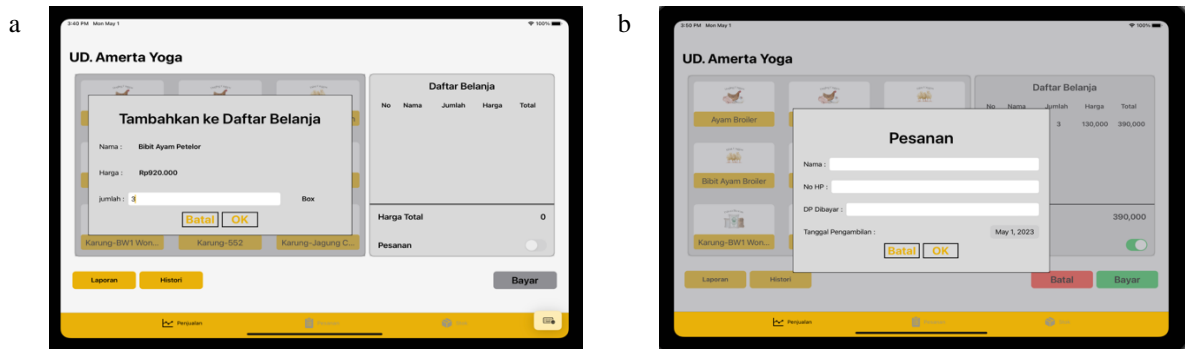 a
3:40 PM Mon May 1
100%
UD. Amerta Yoga
Tambahkan ke Daftar Belanja
Nama : Bibit Ayam Petelor
Harga : Rp920.000
jumlah : 3 Box
Batal OK
Karung-BW1 Won... Karung-552 Karung-Jagung C...
Daftar Belanja
No Nama Jumlah Harga Total
Harga Total 0
Pesanan
Laporan Histori Bayar
Penjualan
b
3:50 PM Mon May 1
100%
UD. Amerta Yoga
Ayam Broiler
Bibit Ayam Broiler
Karung-BW1 Won...
Daftar Belanja
No Nama Jumlah Harga Total
3 130,000 390,000
Pesanan
Nama :
No HP :
DP Dibayar :
Tanggal Pengambilan : May 1, 2023
Batal OK
390,000
Laporan Histori Batal Bayar
Penjualan